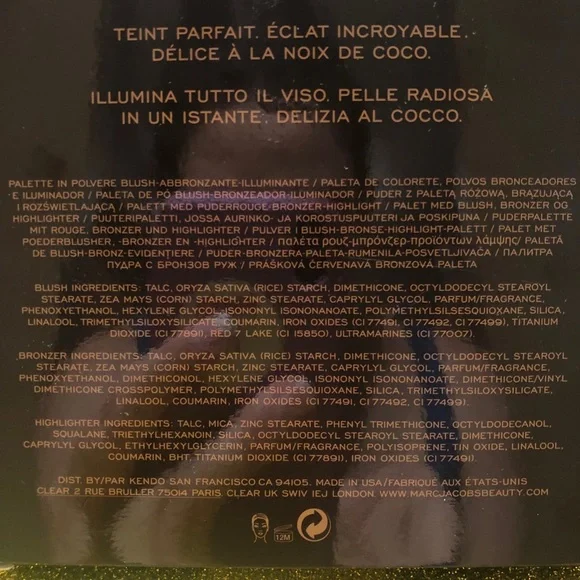 TEINT PARFAIT. ÉCLAT INCROYABLE.
DÉLICE À LA NOIX DE COCO.
ILLUMINA TUTTO IL VISO. PELLE RADIOSA
IN UN ISTANTE. DELIZIA AL COCCO.
PALETTE IN POLVERE BLUSH-ABBRONZANTE-ILLUMINANTE / PALETA DE COLORETE, POLVOS BRONCEADORES
E ILUMINADOR / PALETA DE PÓ BLUSH-BRONZEADOR-ILUMINADOR / PUDER Z PALETĄ RÓŻOWĄ, BRĄZUJĄCĄ
I ROZŚWIETLAJĄCĄ / PALETT MED PUDERROUGE-BRONZER-HIGHLIGHT / PALET MED BLUSH, BRONZER OG
HIGHLIGHTER / PUUTERIPALETTI, JOSSA AURINKO- JA KOROSTUSPUUTERI JA POSKIPUNA / PUDERPALETTE
MIT ROUGE, BRONZER UND HIGHLIGHTER / PULVER I BLUSH-BRONSE-HIGHLIGHT-PALETT / PALET MET
POEDERBLUSHER, -BRONZER EN -HIGHLIGHTER / παλέτα ρουζ-μπρόνζερ-προϊόντων λάμψης/ PALETĂ
DE BLUSH-BRONZ-EVIDENȚIERE / PUDER-BRONZERA-PALETA-RUMENILA-POSVETLJIVAČA / ПАЛИТРА
ПУДРА С БРОНЗОВ РУЖ / PRÁŠKOVÁ ČERVENAVÁ BRONZOVÁ PALETA
BLUSH INGREDIENTS: TALC, ORYZA SATIVA (RICE) STARCH, DIMETHICONE, OCTYLDODECYL STEAROYL
STEARATE, ZEA MAYS (CORN) STARCH, ZINC STEARATE, CAPRYLYL GLYCOL, PARFUM/FRAGRANCE,
PHENOXYETHANOL, HEXYLENE GLYCOL, ISONONYL ISONONANOATE, POLYMETHYLSILSESQUIOXANE, SILICA,
LINALOOL, TRIMETHYLSILOXYSILICATE, COUMARIN, IRON OXIDES (CI 77491, CI 77492, CI 77499), TITANIUM
DIOXIDE (CI 77891), RED 7 LAKE (CI 15850), ULTRAMARINES (CI 77007).
BRONZER INGREDIENTS: TALC, ORYZA SATIVA (RICE) STARCH, DIMETHICONE, OCTYLDODECYL STEAROYL
STEARATE, ZEA MAYS (CORN) STARCH, ZINC STEARATE, CAPRYLYL GLYCOL, PARFUM/FRAGRANCE,
PHENOXYETHANOL, DIMETHICONOL, HEXYLENE GLYCOL, ISONONYL ISONONANOATE, DIMETHICONE/VINYL
DIMETHICONE CROSSPOLYMER, POLYMETHYLSILSESQUIOXANE, SILICA, TRIMETHYLSILOXYSILICATE,
LINALOOL, COUMARIN, IRON OXIDES (CI 77491, CI 77492, CI 77499).
HIGHLIGHTER INGREDIENTS: TALC, MICA, ZINC STEARATE, PHENYL TRIMETHICONE, OCTYLDODECANOL,
SQUALANE, TRIETHYLHEXANOIN, SILICA, OCTYLDODECYL STEAROYL STEARATE, DIMETHICONE,
CAPRYLYL GLYCOL, ETHYLHEXYLGLYCERIN, PARFUM/FRAGRANCE, POLYISOPRENE, TIN OXIDE, LINALOOL,
COUMARIN, BHT, TITANIUM DIOXIDE (CI 77891), IRON OXIDES (CI 77491).
DIST. BY/PAR KENDO SAN FRANCISCO CA 94105. MADE IN USA/FABRIQUÉ AUX ÉTATS-UNIS
CLEAR 2 RUE BRULLER 75014 PARIS. CLEAR UK SW1V 1EJ LONDON. WWW.MARCJACOBSBEAUTY.COM
12M